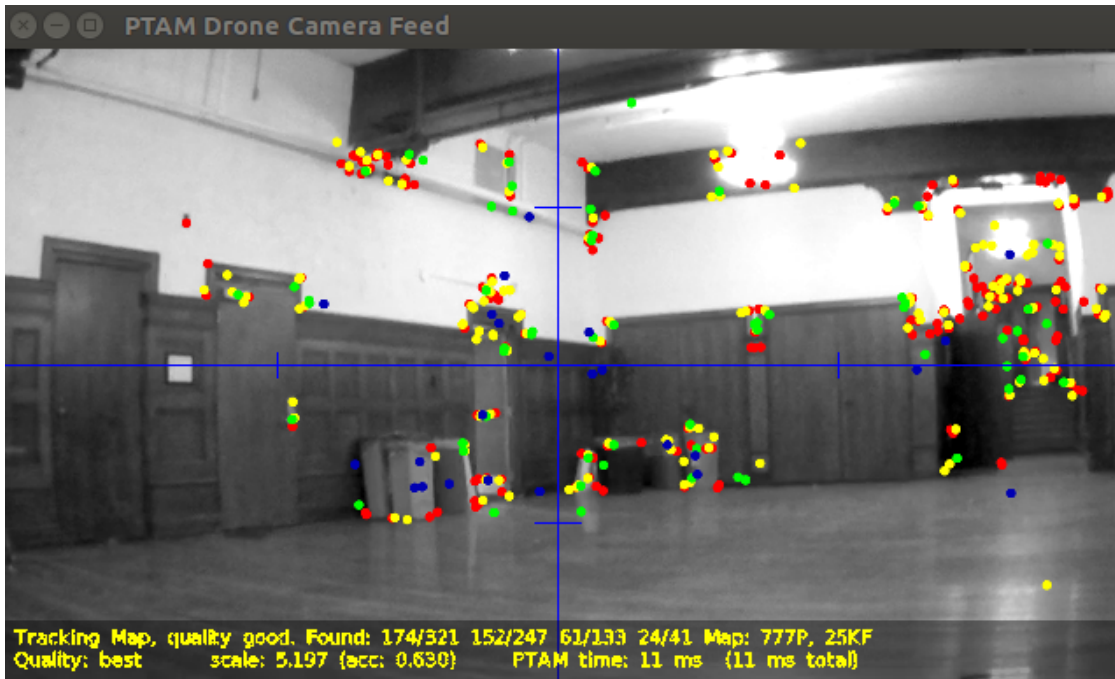 PTAM Drone Camera Feed
Tracking Map, quality good. Found: 174/321 152/247 61/133 24/41 Map: 777P, 25KF
Quality: best scale: 5.197 (acc: 0.630) PTAM time: 11 ms (11 ms total)